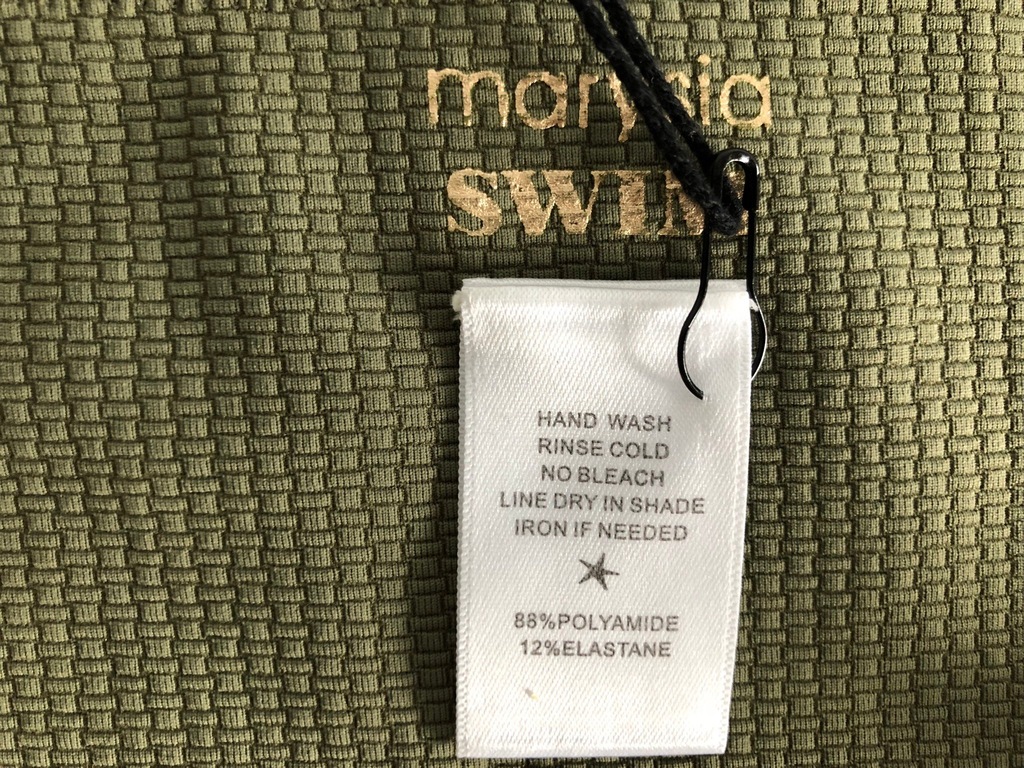 marysia
SWIM
HAND WASH
RINSE COLD
NO BLEACH
LINE DRY IN SHADE
IRON IF NEEDED
88%POLYAMIDE
12%ELASTANE